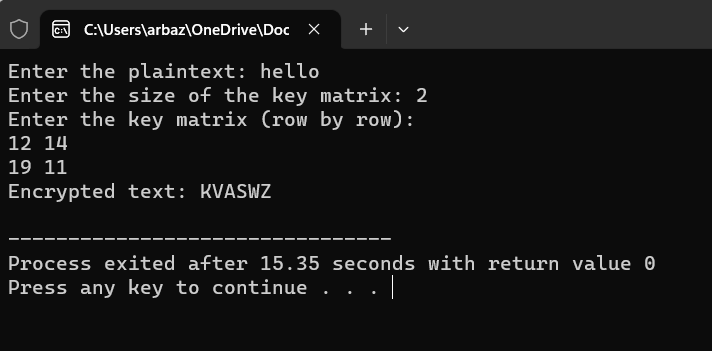 C:\Users\arbaz\OneDrive\Doc
Enter the plaintext: hello
Enter the size of the key matrix: 2
Enter the key matrix (row by row):
12 14
19 11
Encrypted text: KVASWZ
--------------------------------
Process exited after 15.35 seconds with return value 0
Press any key to continue . . .